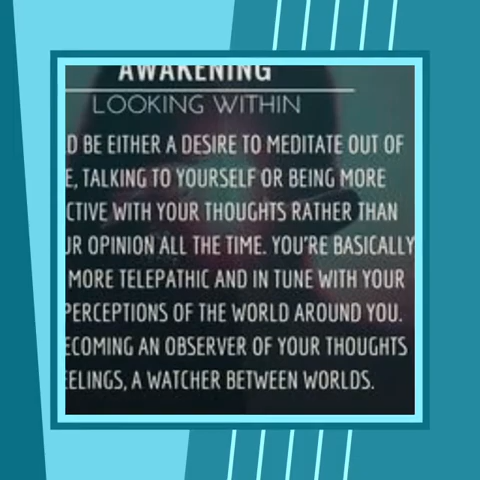 AWAKENING
LOOKING WITHIN
BE EITHER A DESIRE TO MEDITATE OUT OF
TALKING TO YOURSELF OR BEING MORE
WITH YOUR THOUGHTS RATHER THAN
OPINION ALL THE TIME. YOU'RE BASICALLY
MORE TELEPATHIC AND IN TUNE WITH YOUR
PERCEPTIONS OF THE WORLD AROUND YOU.
AN OBSERVER OF YOUR THOUGHTS
A WATCHER BETWEEN WORLDS.